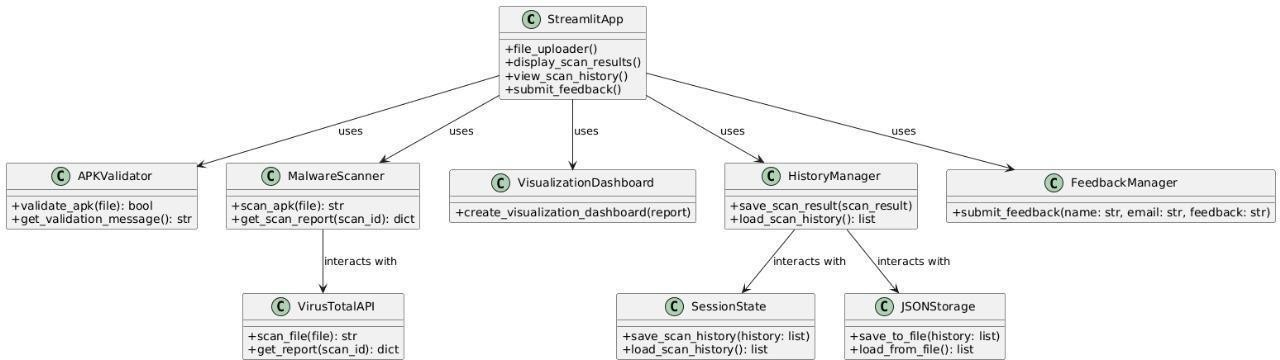 C StreamlitApp
+file_uploader()
+display_scan_results()
+view_scan_history()
+submit_feedback()
uses
uses
uses
uses
uses
C APKValidator
+validate_apk(file): bool
+get_validation_message(): str
C MalwareScanner
+scan_apk(file): str
+get_scan_report(scan_id): dict
C VisualizationDashboard
+create_visualization_dashboard(report)
C HistoryManager
+save_scan_result(scan_result)
+load_scan_history(): list
C FeedbackManager
+submit_feedback(name: str, email: str, feedback: str)
interacts with
interacts with
interacts with
C VirusTotalAPI
+scan_file(file): str
+get_report(scan_id): dict
C SessionState
+save_scan_history(history: list)
+load_scan_history(): list
C JSONStorage
+save_to_file(history: list)
+load_from_file(): list